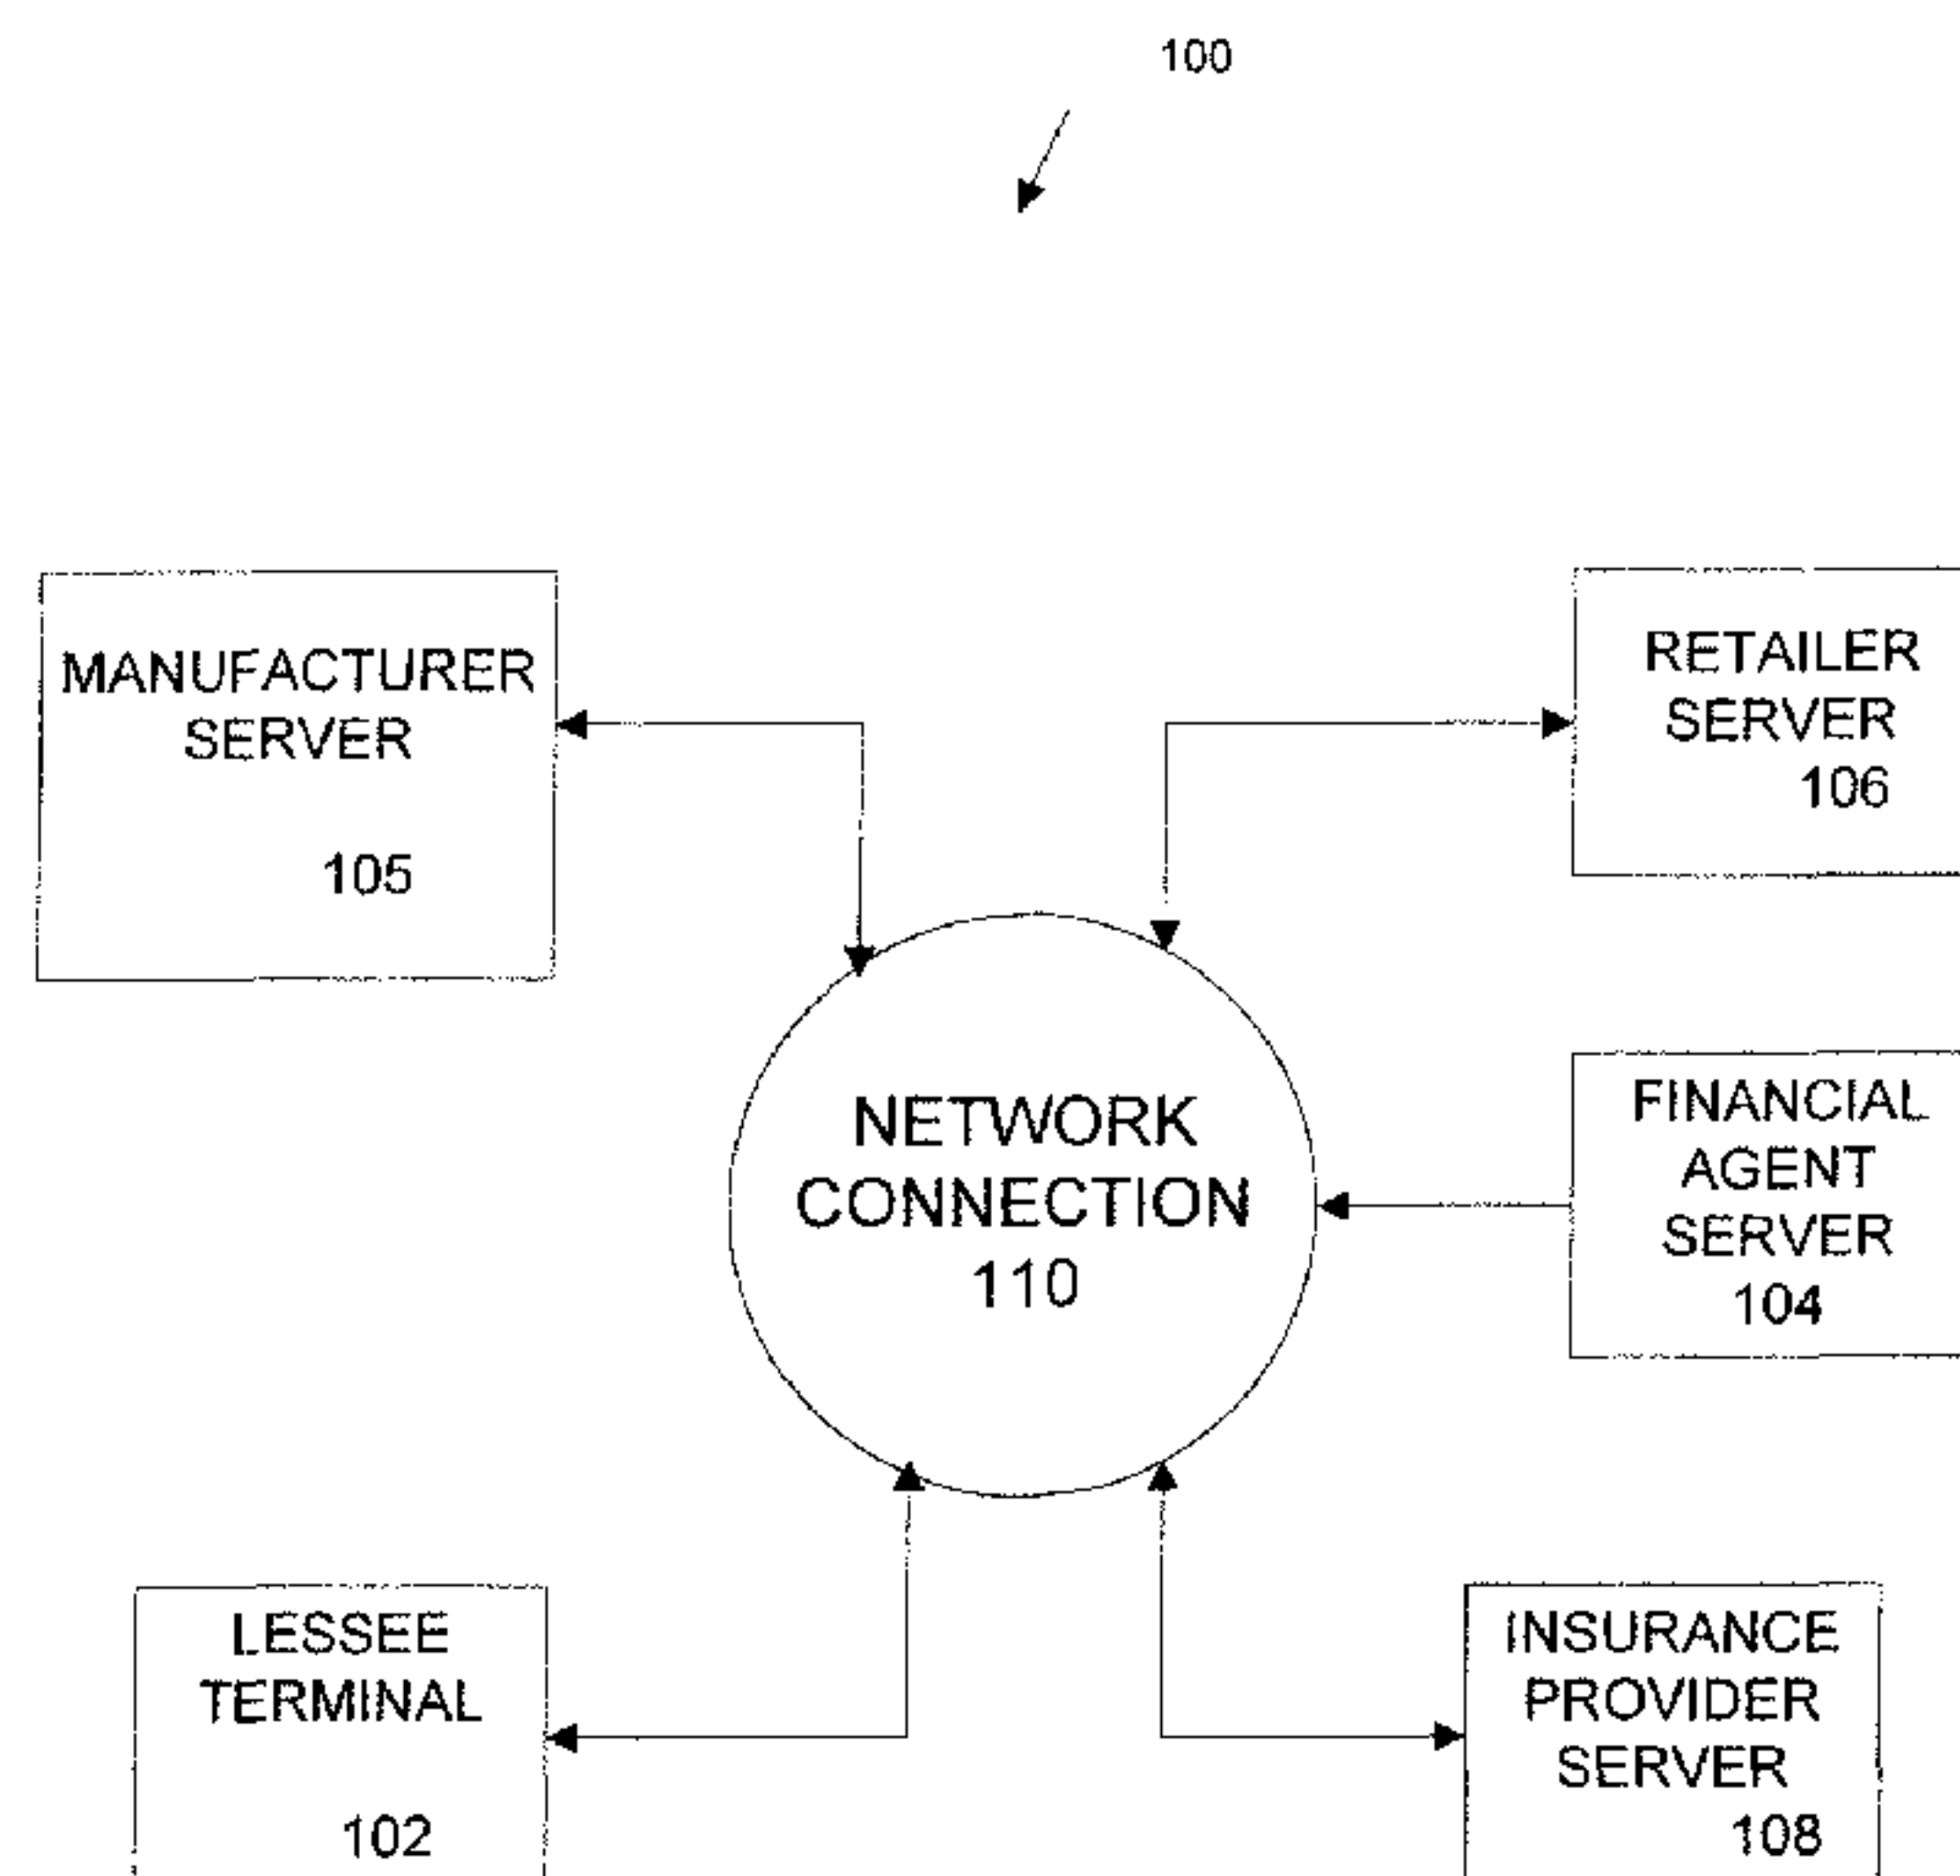 100
MANUFACTURER
SERVER
105
RETAILER
SERVER
106
NETWORK
CONNECTION
110
FINANCIAL
AGENT
SERVER
104
LESSEE
TERMINAL
102
INSURANCE
PROVIDER
SERVER
108